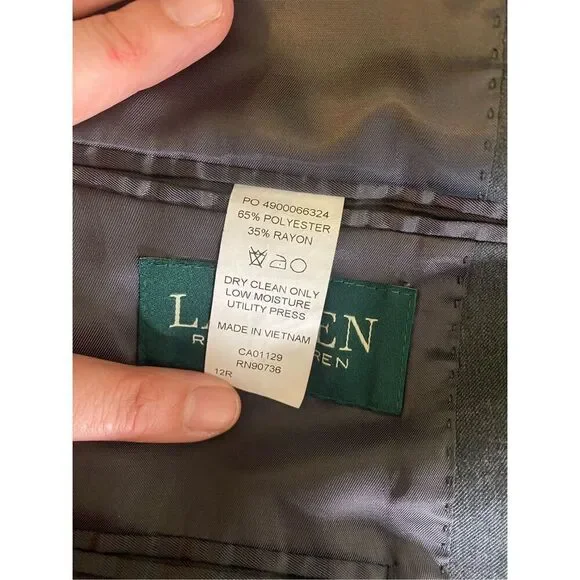 PO 4900066324
65% POLYESTER
35% RAYON
DRY CLEAN ONLY
LOW MOISTURE
UTILITY PRESS
MADE IN VIETNAM
CA01129
RN90736
12R